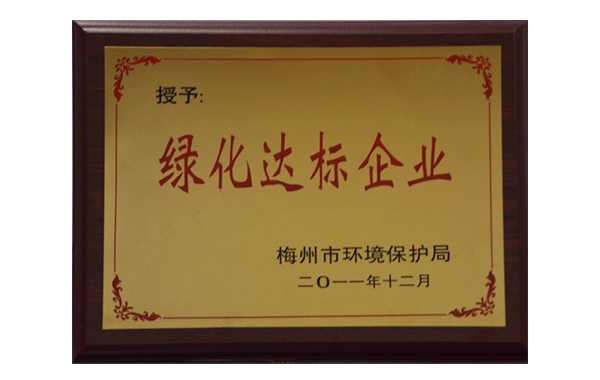 授予:
绿化达标企业
梅州市环境保护局
二O一一年十二月